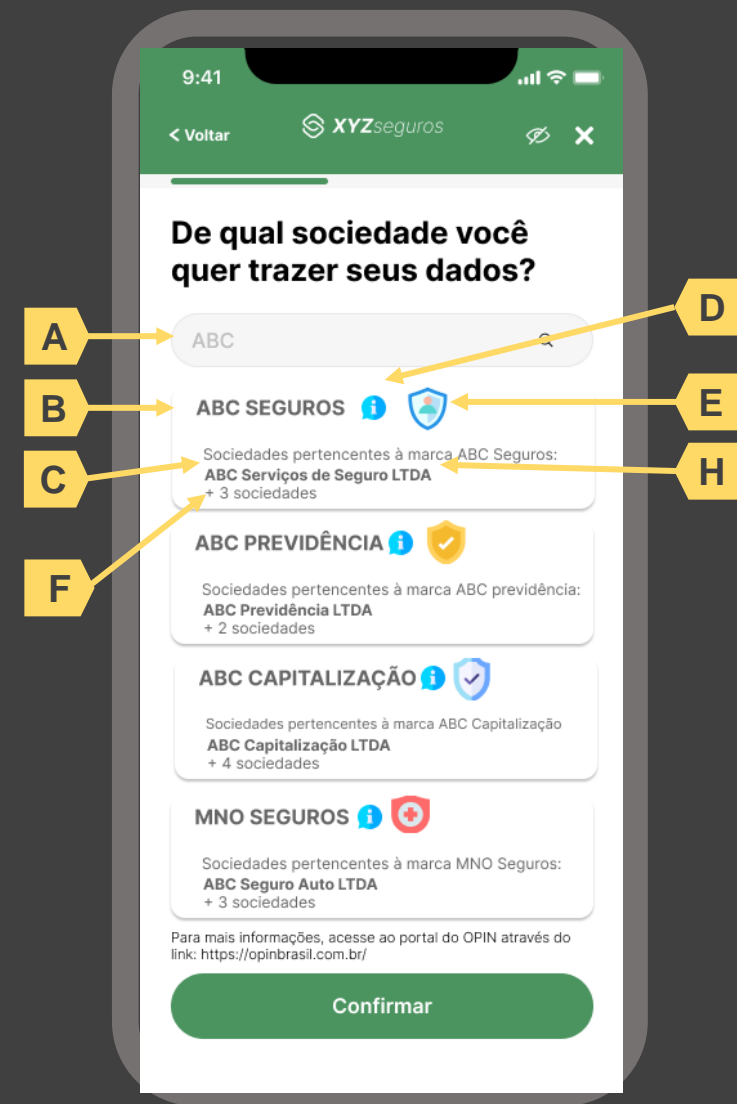 9:41
< Voltar
XYZseguros
De qual sociedade você
quer trazer seus dados?
D
A
ABC
B
ABC SEGUROS
E
Sociedades pertencentes à marca ABC Seguros:
C
ABC Serviços de Seguro LTDA
H
+ 3 sociedades
ABC PREVIDÊNCIA
F
Sociedades pertencentes à marca ABC previdência:
ABC Previdência LTDA
+ 2 sociedades
ABC CAPITALIZAÇÃO
Sociedades pertencentes à marca ABC Capitalização
ABC Capitalização LTDA
+ 4 sociedades
MNO SEGUROS
Sociedades pertencentes à marca MNO Seguros:
ABC Seguro Auto LTDA
+ 3 sociedades
Para mais informações, acesse ao portal do OPIN através do
link: https://opinbrasil.com.br/
Confirmar